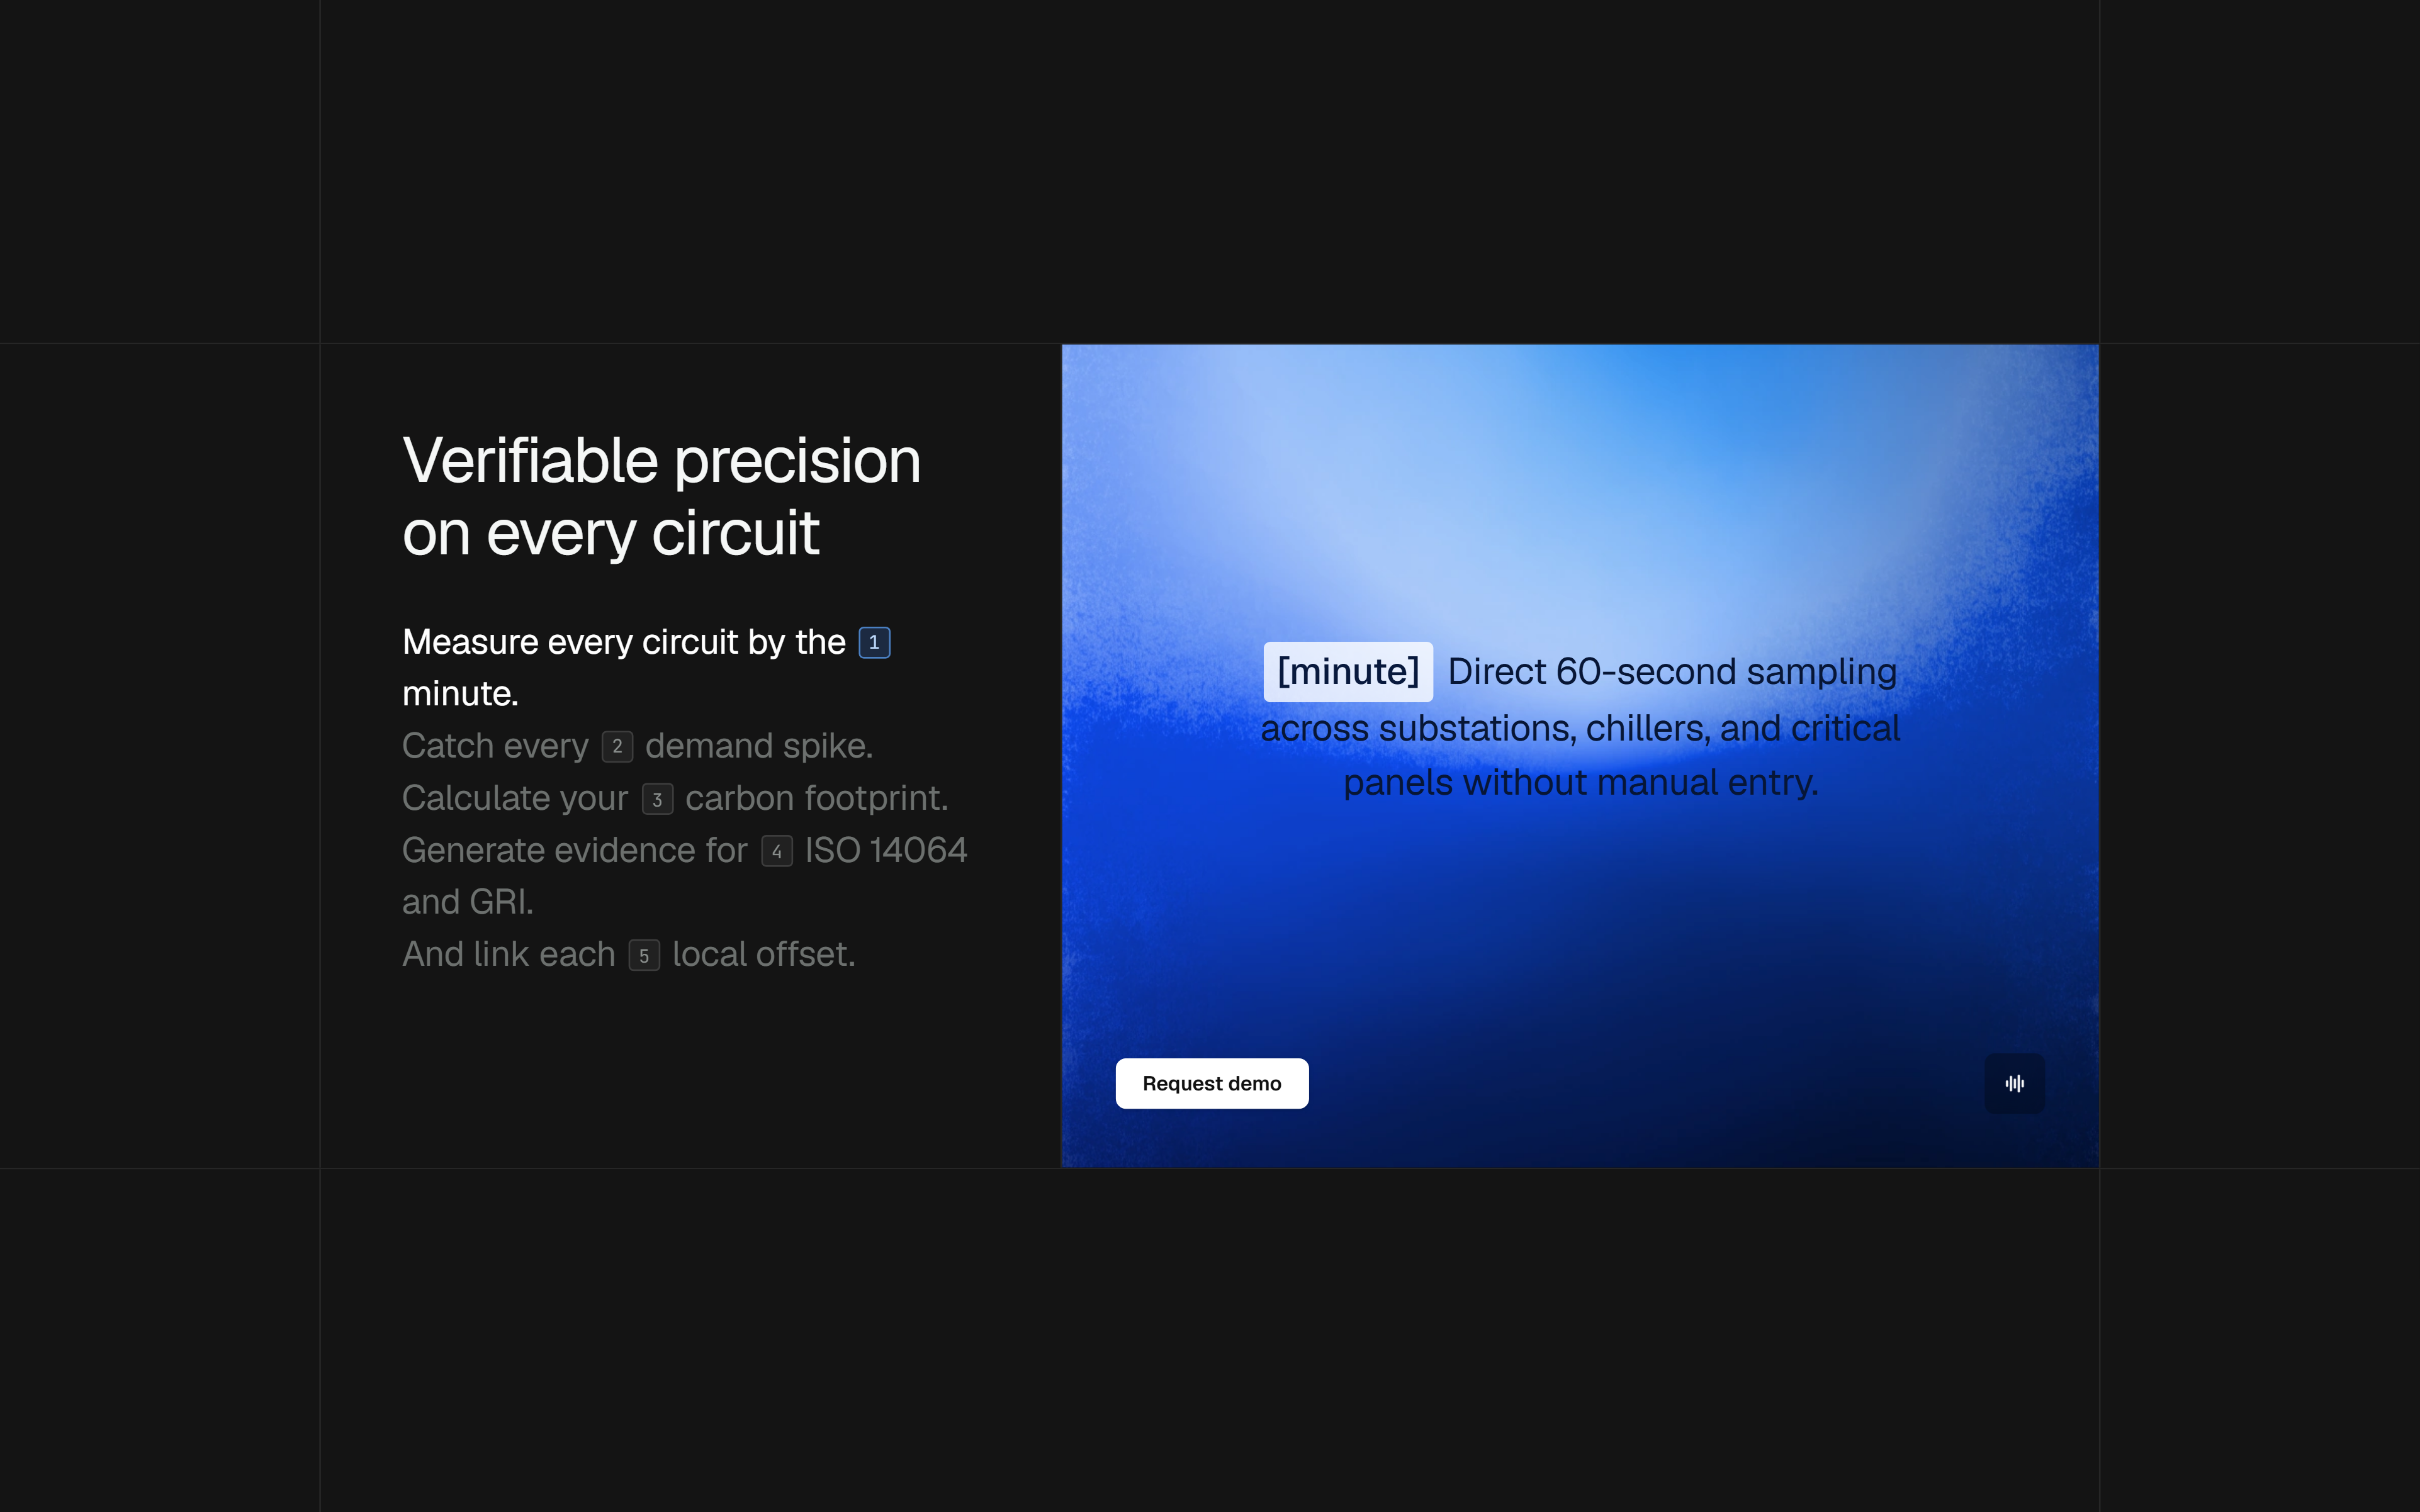 Verifiable precision
on every circuit
Measure every circuit by the 1
minute.
Catch every 2 demand spike.
Calculate your 3 carbon footprint.
Generate evidence for 4 ISO 14064
and GRI.
And link each 5 local offset.
[minute] Direct 60-second sampling
across substations, chillers, and critical
panels without manual entry.
Request demo